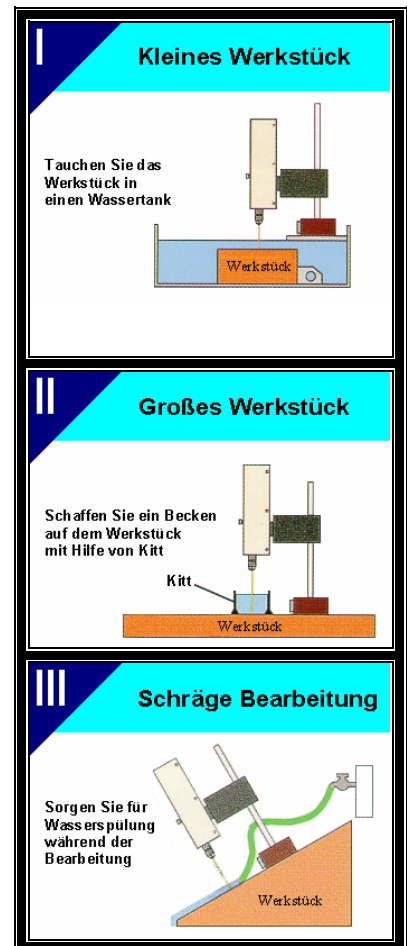 I
Kleines Werkstück
Tauchen Sie das
Werkstück in
einen Wassertank
Werkstück
II
Großes Werkstück
Schaffen Sie ein Becken
auf dem Werkstück
mit Hilfe von Kitt
Kitt
Werkstück
III
Schräge Bearbeitung
Sorgen Sie für
Wasserspülung
während der
Bearbeitung
Werkstück